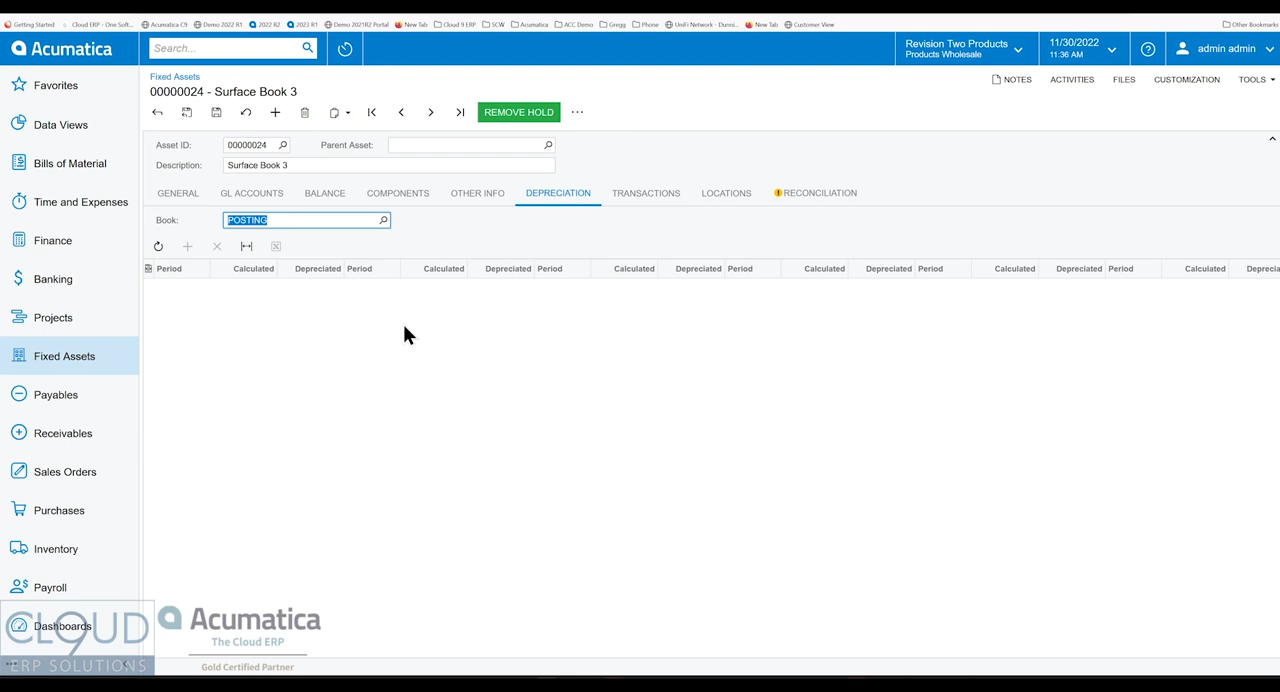 Getting Started Cloud ERP - One Soft... Acumatica C9 Demo 2022 R1 2022 R2 2023 R1 Demo 2021R2 Portal New Tab Cloud 9 ERP SCW Acumatica ACC Demo Gregg Phone UniFi Network - Dunni... New Tab Customer View Other Bookmarks
Acumatica Search... Revision Two Products Products Wholesale 11/30/2022 11:36 AM admin admin
Favorites
Data Views
Bills of Material
Time and Expenses
Finance
Banking
Projects
Fixed Assets
Payables
Receivables
Sales Orders
Purchases
Inventory
Payroll
Dashboards
Fixed Assets
00000024 - Surface Book 3
NOTES ACTIVITIES FILES CUSTOMIZATION TOOLS
REMOVE HOLD
Asset ID: 00000024 Parent Asset:
Description: Surface Book 3
GENERAL GL ACCOUNTS BALANCE COMPONENTS OTHER INFO DEPRECIATION TRANSACTIONS LOCATIONS RECONCILIATION
Book: POSTING
Period Calculated Depreciated Period Calculated Depreciated Period Calculated Depreciated Period Calculated Depreciated Period Calculated Depreciated Period Calculated Deprecia
CLOUD 9
ERP SOLUTIONS
Acumatica
The Cloud ERP
Gold Certified Partner